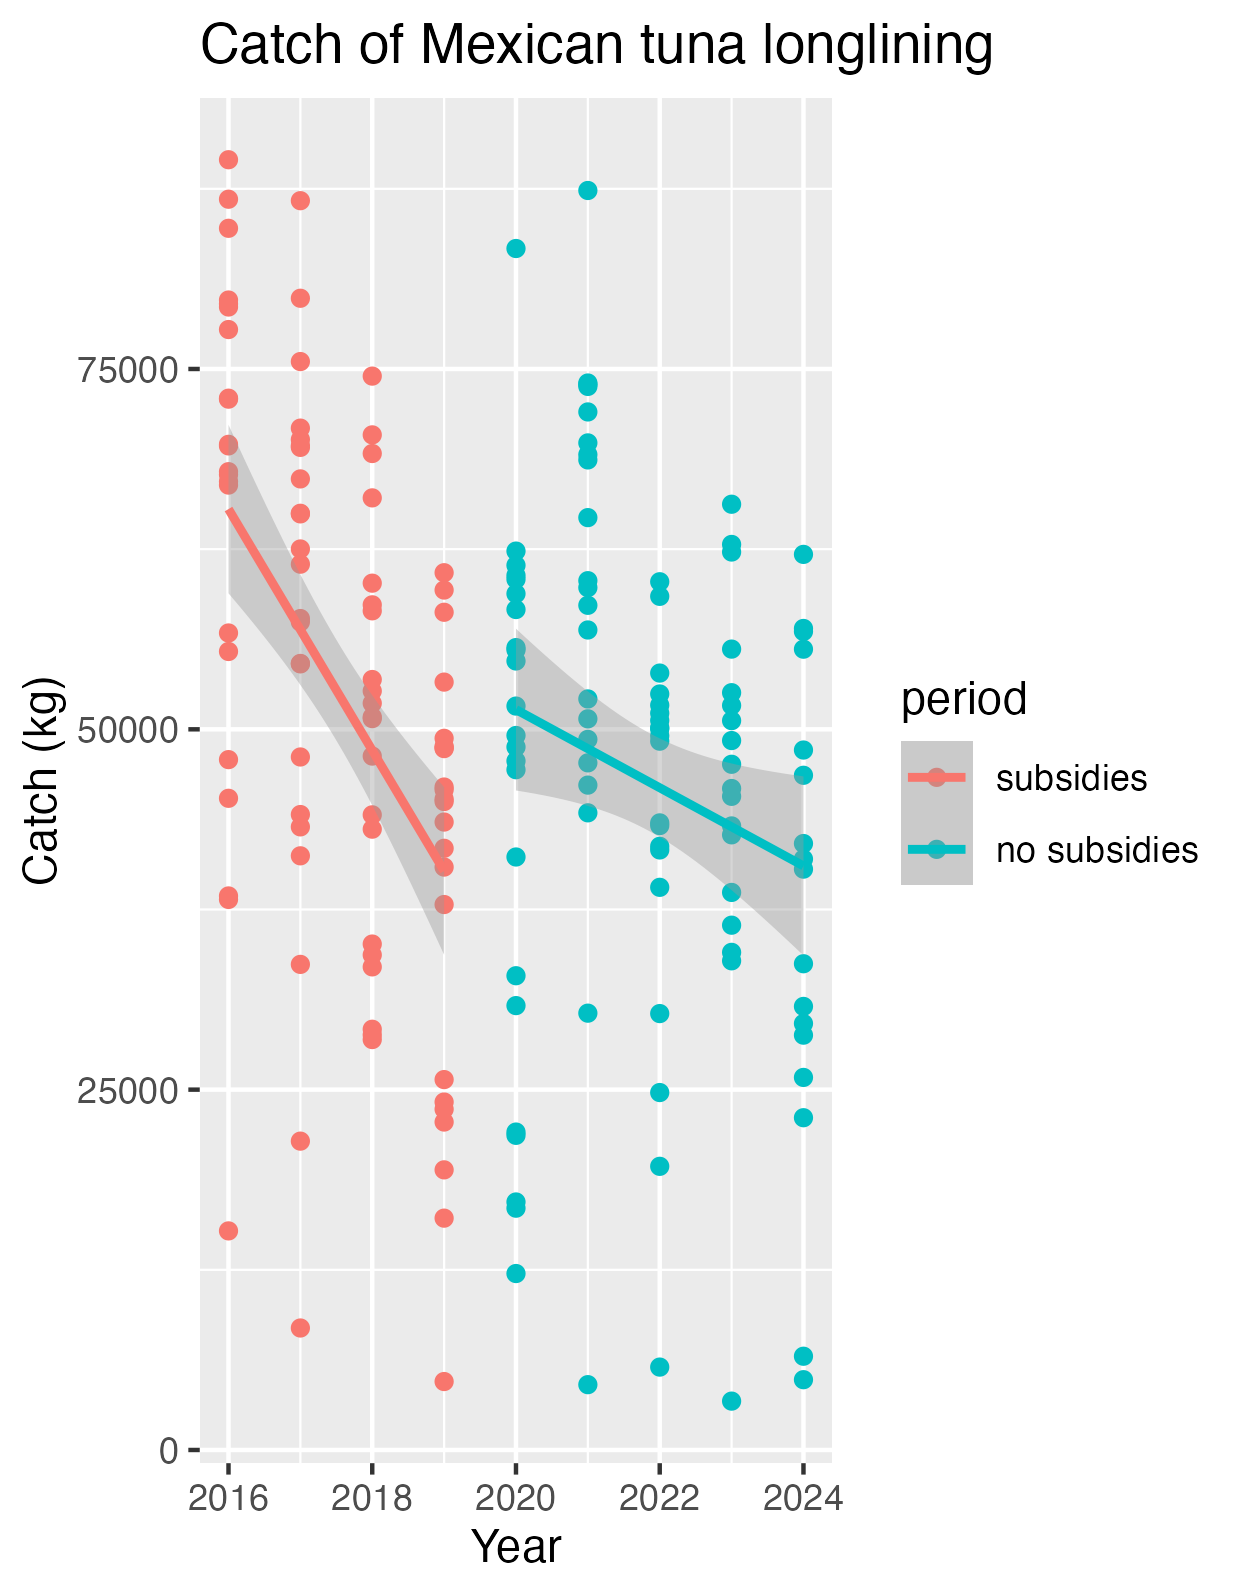 Catch of Mexican tuna longlining
Catch (kg)
75000
50000
25000
0
2016 2018 2020 2022 2024
Year
period
subsidies
no subsidies